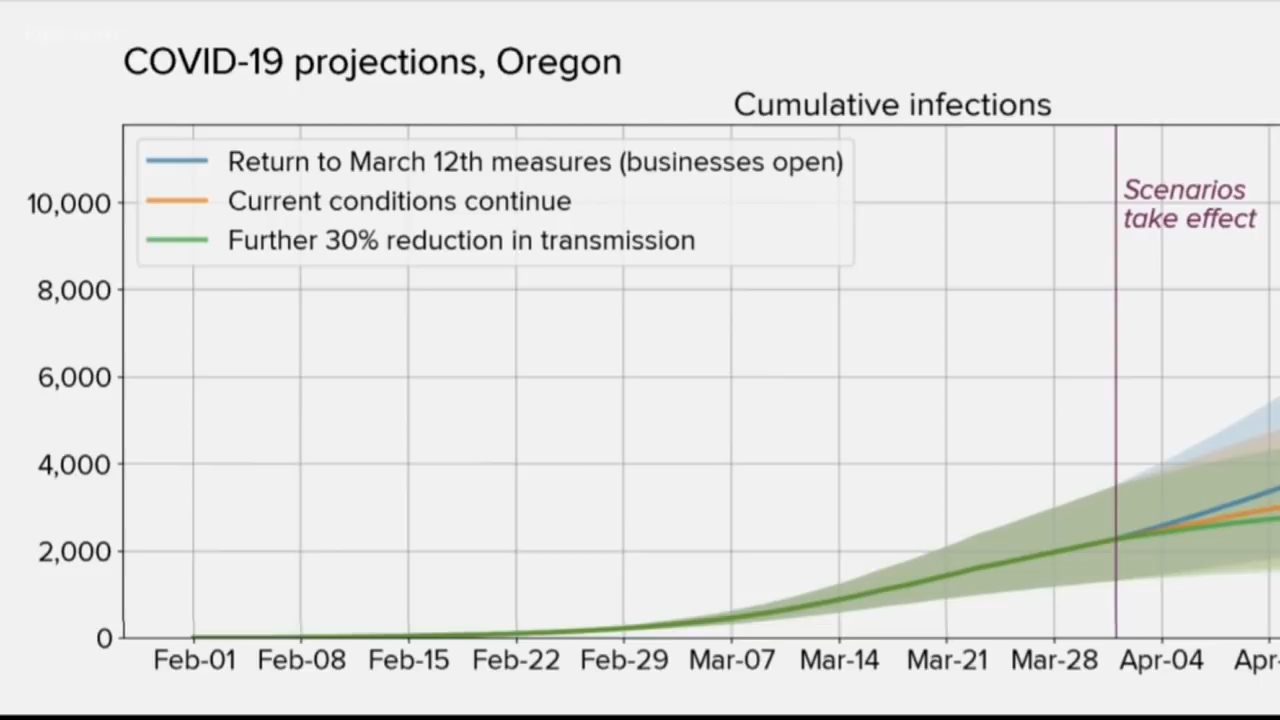 COVID-19 projections, Oregon
Cumulative infections
Return to March 12th measures (businesses open)
Current conditions continue
Further 30% reduction in transmission
Scenarios
take effect
10,000
8,000
6,000
4,000
2,000
0
Feb-01 Feb-08 Feb-15 Feb-22 Feb-29 Mar-07 Mar-14 Mar-21 Mar-28 Apr-04 Apr-